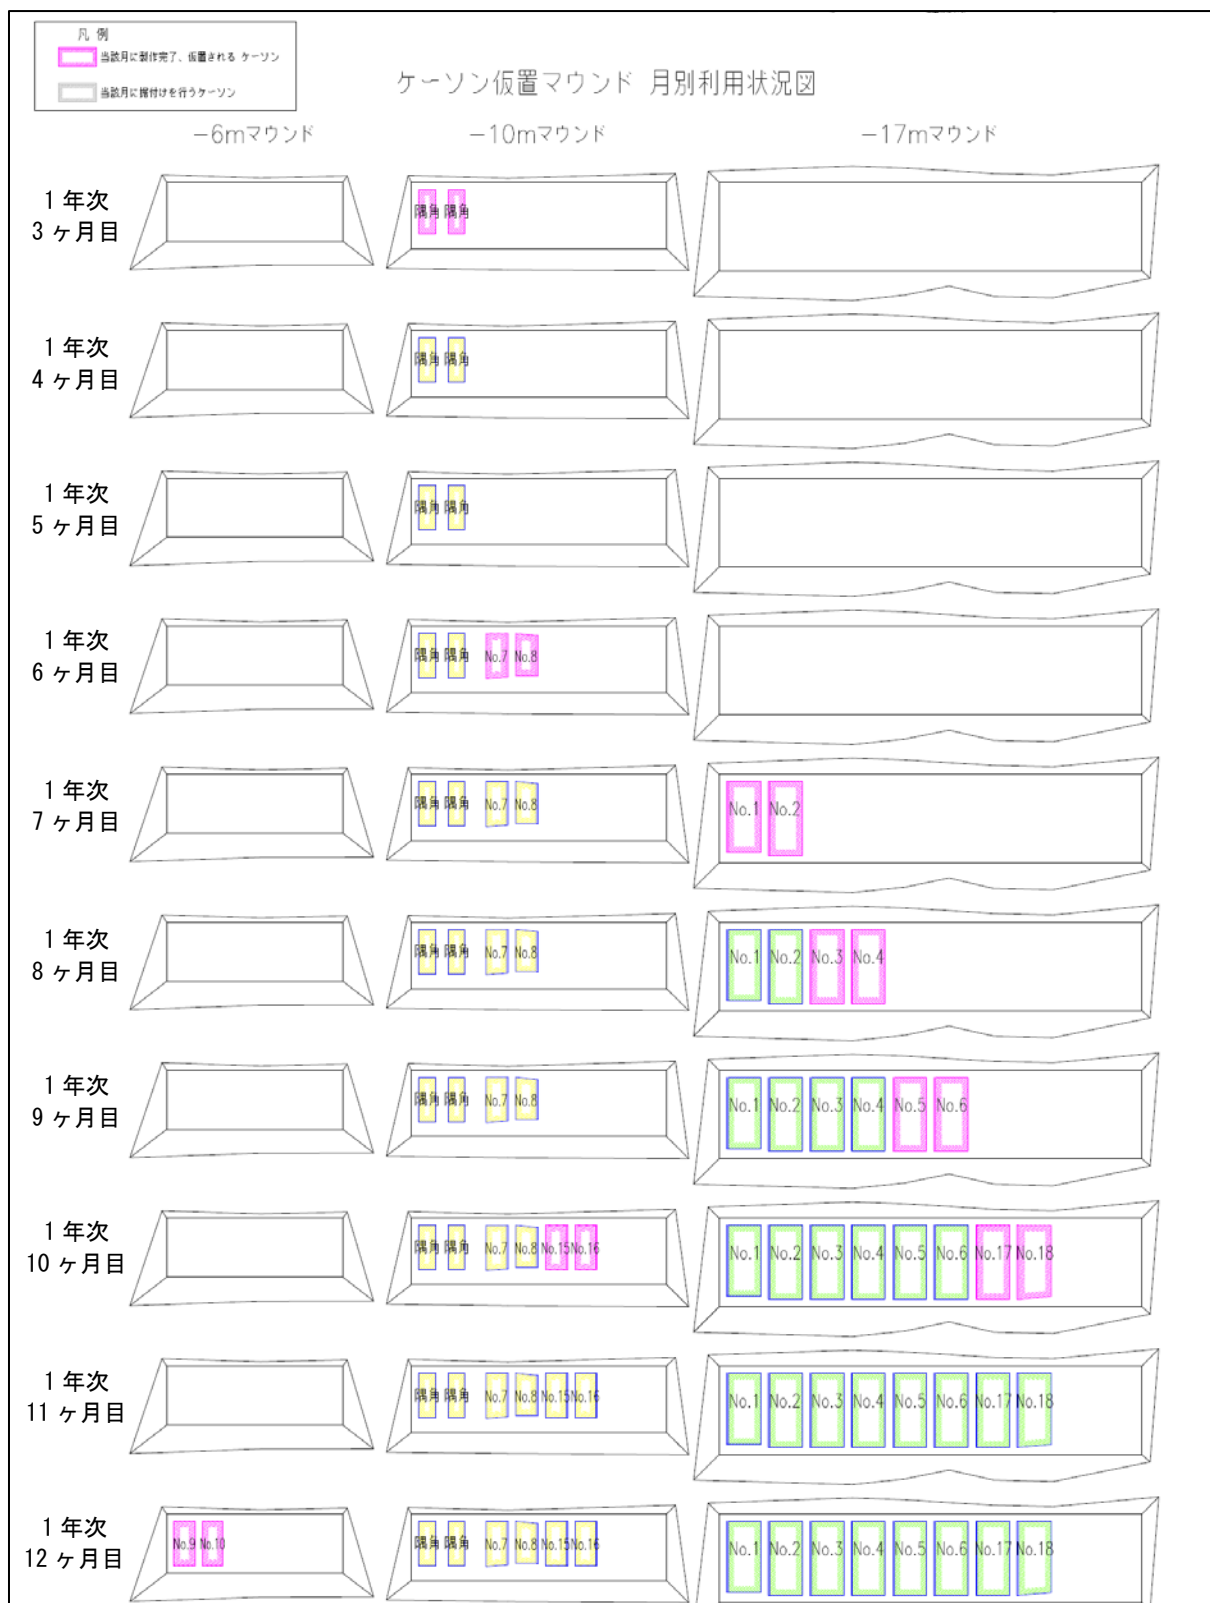 凡 例
当該月に製作完了、仮置される ケーソン
当該月に据付けを行うケーソン
ケーソン仮置マウンド 月別利用状況図
-6mマウンド -10mマウンド -17mマウンド
1 年次
3 ヶ月目
隅角 隅角
1 年次
4 ヶ月目
隅角 隅角
1 年次
5 ヶ月目
隅角 隅角
1 年次
6 ヶ月目
隅角 隅角 No.7 No.8
1 年次
7 ヶ月目
隅角 隅角 No.7 No.8 No.1 No.2
1 年次
8 ヶ月目
隅角 隅角 No.7 No.8 No.1 No.2 No.3 No.4
1 年次
9 ヶ月目
隅角 隅角 No.7 No.8 No.1 No.2 No.3 No.4 No.5 No.6
1 年次
10 ヶ月目
隅角 隅角 No.7 No.8 No.15 No.16 No.1 No.2 No.3 No.4 No.5 No.6 No.17 No.18
1 年次
11 ヶ月目
隅角 隅角 No.7 No.8 No.15 No.16 No.1 No.2 No.3 No.4 No.5 No.6 No.17 No.18
1 年次
12 ヶ月目
No.9 No.10 隅角 隅角 No.7 No.8 No.15 No.16 No.1 No.2 No.3 No.4 No.5 No.6 No.17 No.18